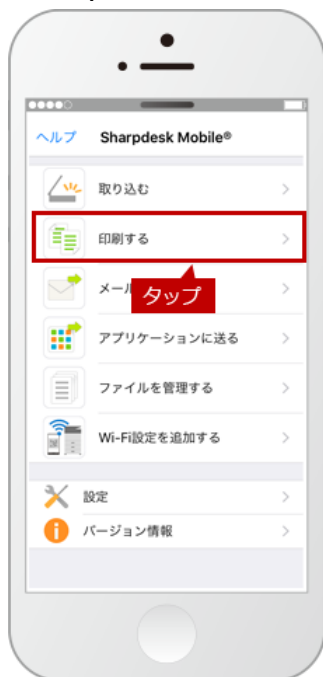 ヘルプ Sharpdesk Mobile®
取り込む
印刷する
メール
タップ
アプリケーションに送る
ファイルを管理する
Wi-Fi設定を追加する
設定
バージョン情報